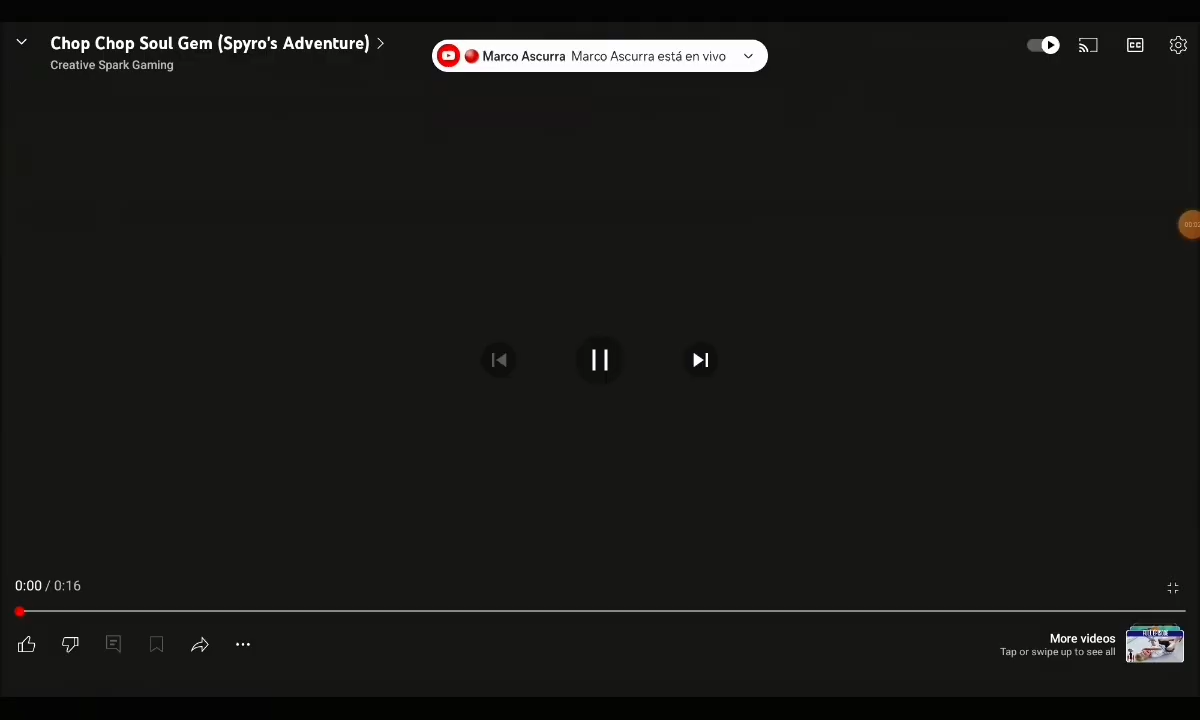 Chop Chop Soul Gem (Spyro's Adventure)
Creative Spark Gaming
Marco Ascurra Marco Ascurra está en vivo
CC
0:00 / 0:16
More videos
Tap or swipe up to see all